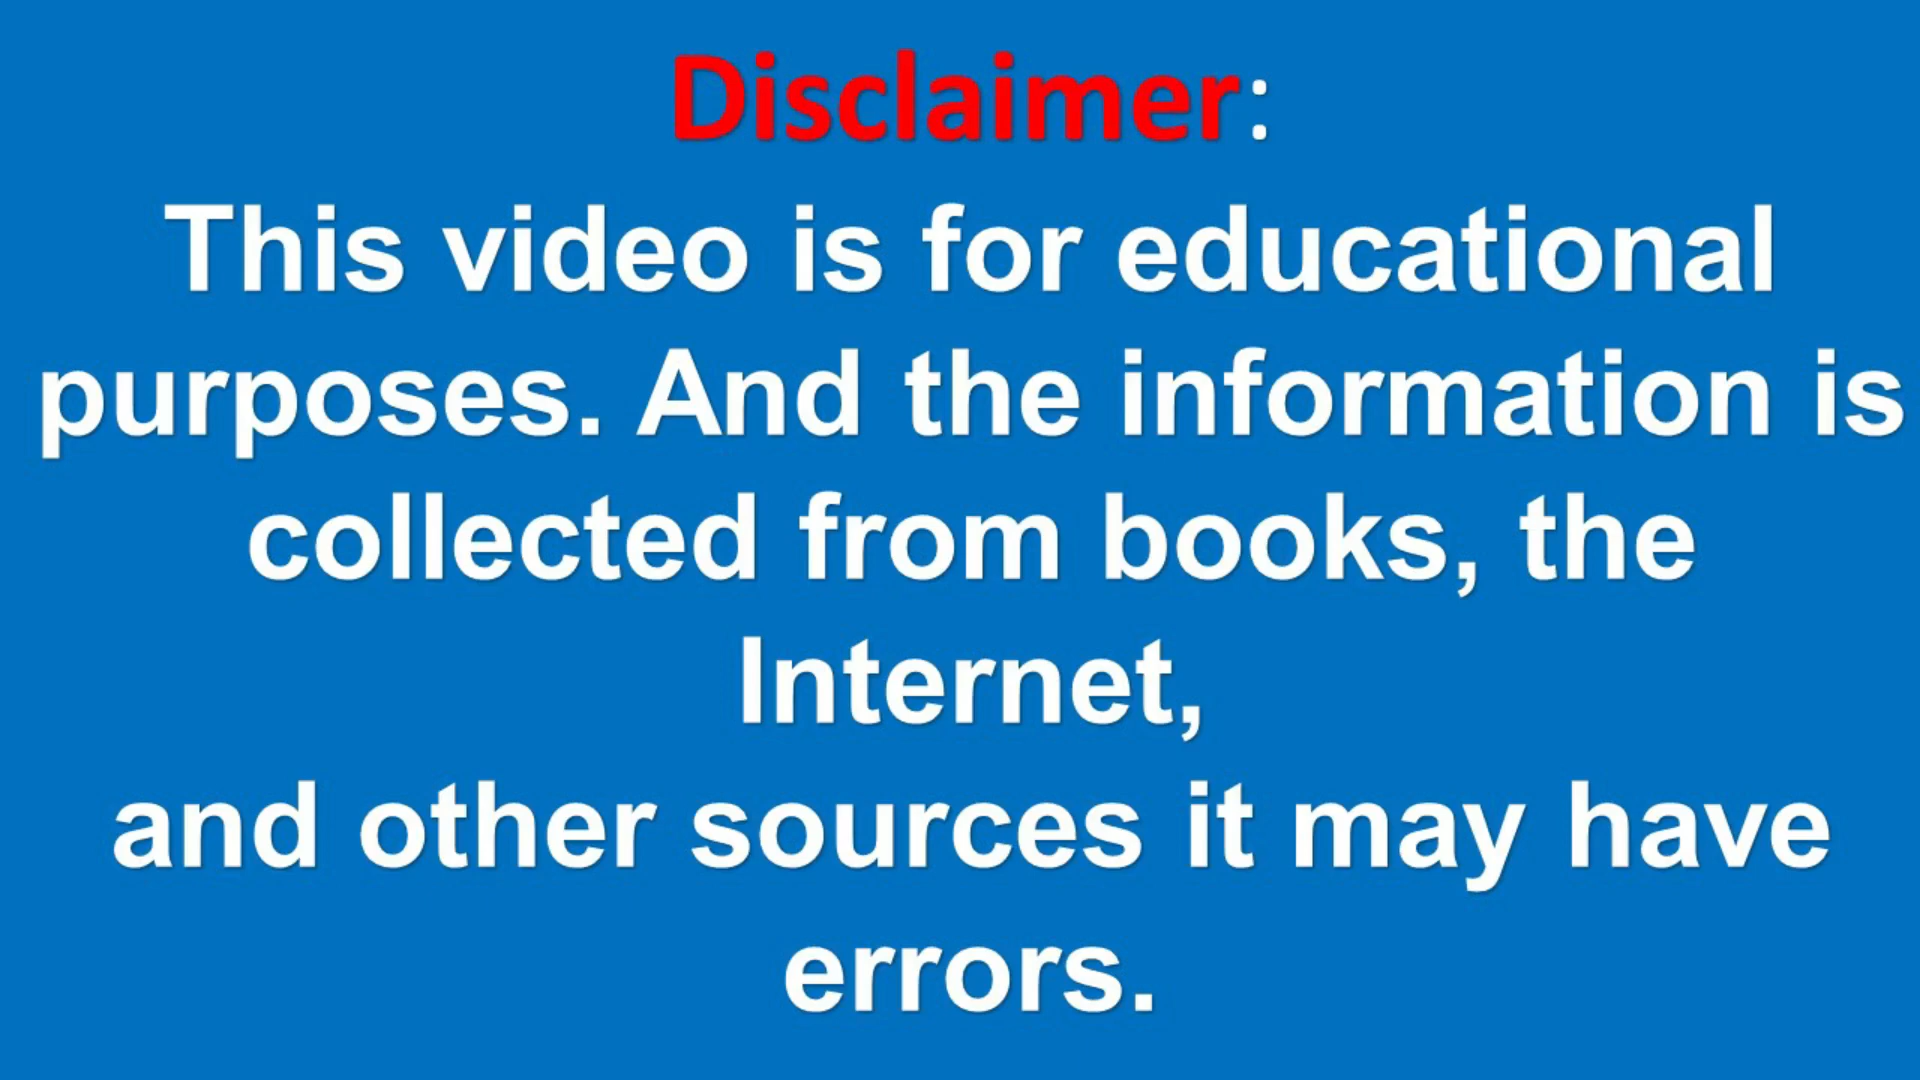 Disclaimer:
This video is for educational
purposes. And the information is
collected from books, the
Internet,
and other sources it may have
errors.